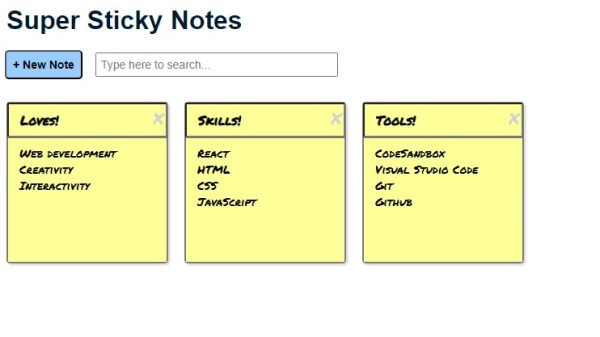 Super Sticky Notes
+ New Note
Type here to search...
Loves!
Skills!
Tools!
Web development
Creativity
Interactivity
React
HTML
CSS
JavaScript
CodeSandbox
Visual Studio Code
Git
Github